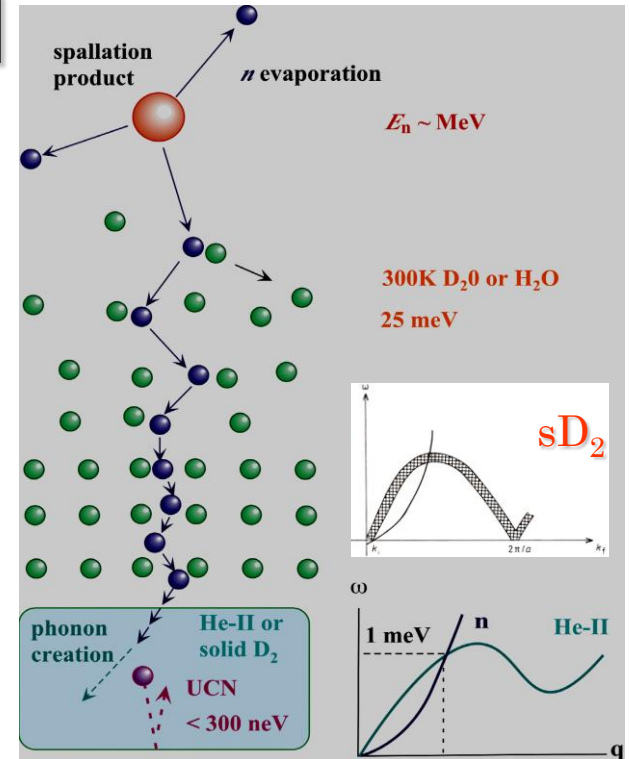 spallation
product
n evaporation
En ~ MeV
300K D20 or H2O
25 meV
ω
sD2
ki
2π/a
kf
phonon
creation
He-II or
solid D2
UCN
< 300 neV
ω
1 meV
n
He-II
q